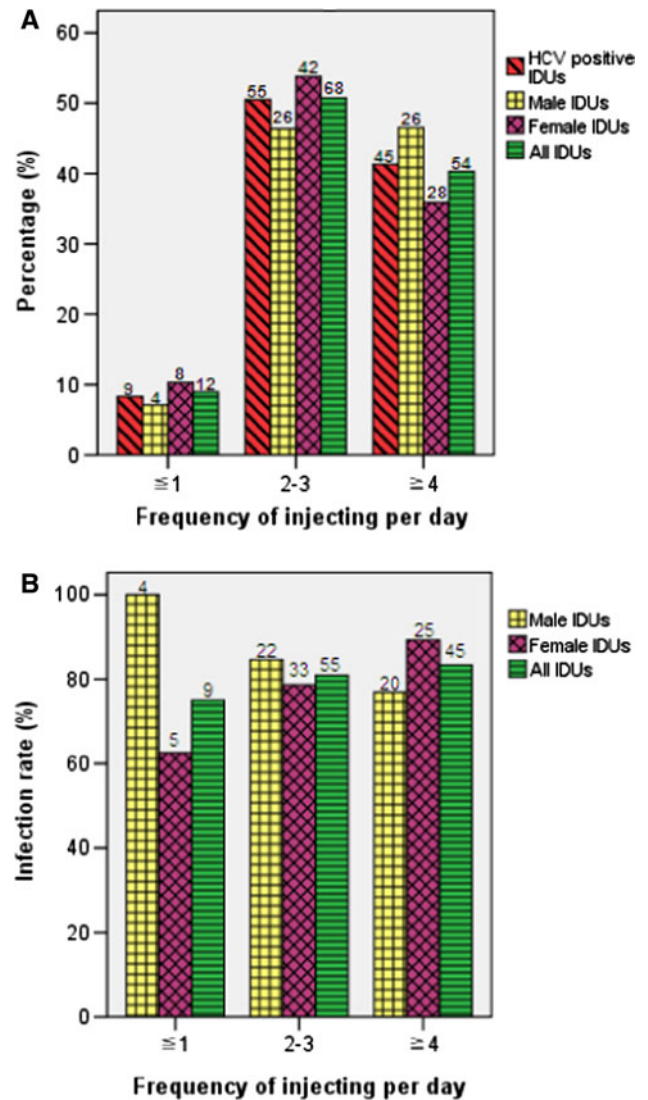 A
60
50
40
30
20
10
0
Percentage (%)
55
26
42
68
45
26
28
54
9
4
8
12
≦1
2-3
≧4
Frequency of injecting per day
HCV positive
IDUs
Male IDUs
Female IDUs
All IDUs
B
100
80
60
40
20
0
Infection rate (%)
4
5
9
22
33
55
20
25
45
≦1
2-3
≧4
Frequency of injecting per day
Male IDUs
Female IDUs
All IDUs